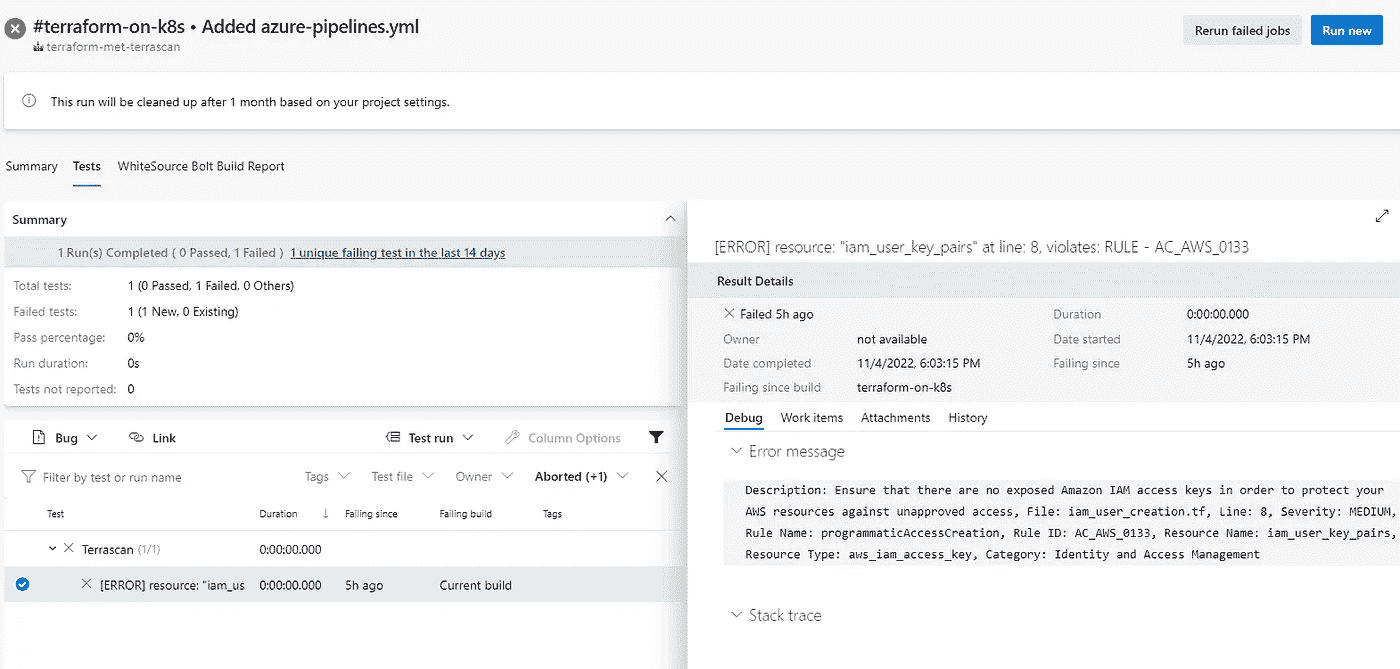 #terraform-on-k8s • Added azure-pipelines.yml
terraform-met-terrascan
Rerun failed jobs
Run new
This run will be cleaned up after 1 month based on your project settings.
Summary Tests WhiteSource Bolt Build Report
Summary
1 Run(s) Completed ( 0 Passed, 1 Failed ) 1 unique failing test in the last 14 days
Total tests: 1 (0 Passed, 1 Failed, 0 Others)
Failed tests: 1 (1 New, 0 Existing)
Pass percentage: 0%
Run duration: 0s
Tests not reported: 0
Bug Link Test run Column Options
Filter by test or run name Tags Test file Owner Aborted (+1)
Test Duration Failing since Failing build Tags
Terrascan (1/1) 0:00:00.000
[ERROR] resource: "iam_us 0:00:00.000 5h ago Current build
[ERROR] resource: "iam_user_key_pairs" at line: 8, violates: RULE - AC_AWS_0133
Result Details
Failed 5h ago Duration 0:00:00.000
Owner not available Date started 11/4/2022, 6:03:15 PM
Date completed 11/4/2022, 6:03:15 PM Failing since 5h ago
Failing since build terraform-on-k8s
Debug Work items Attachments History
Error message
Description: Ensure that there are no exposed Amazon IAM access keys in order to protect your
AWS resources against unapproved access, File: iam_user_creation.tf, Line: 8, Severity: MEDIUM,
Rule Name: programmaticAccessCreation, Rule ID: AC_AWS_0133, Resource Name: iam_user_key_pairs,
Resource Type: aws_iam_access_key, Category: Identity and Access Management
Stack trace